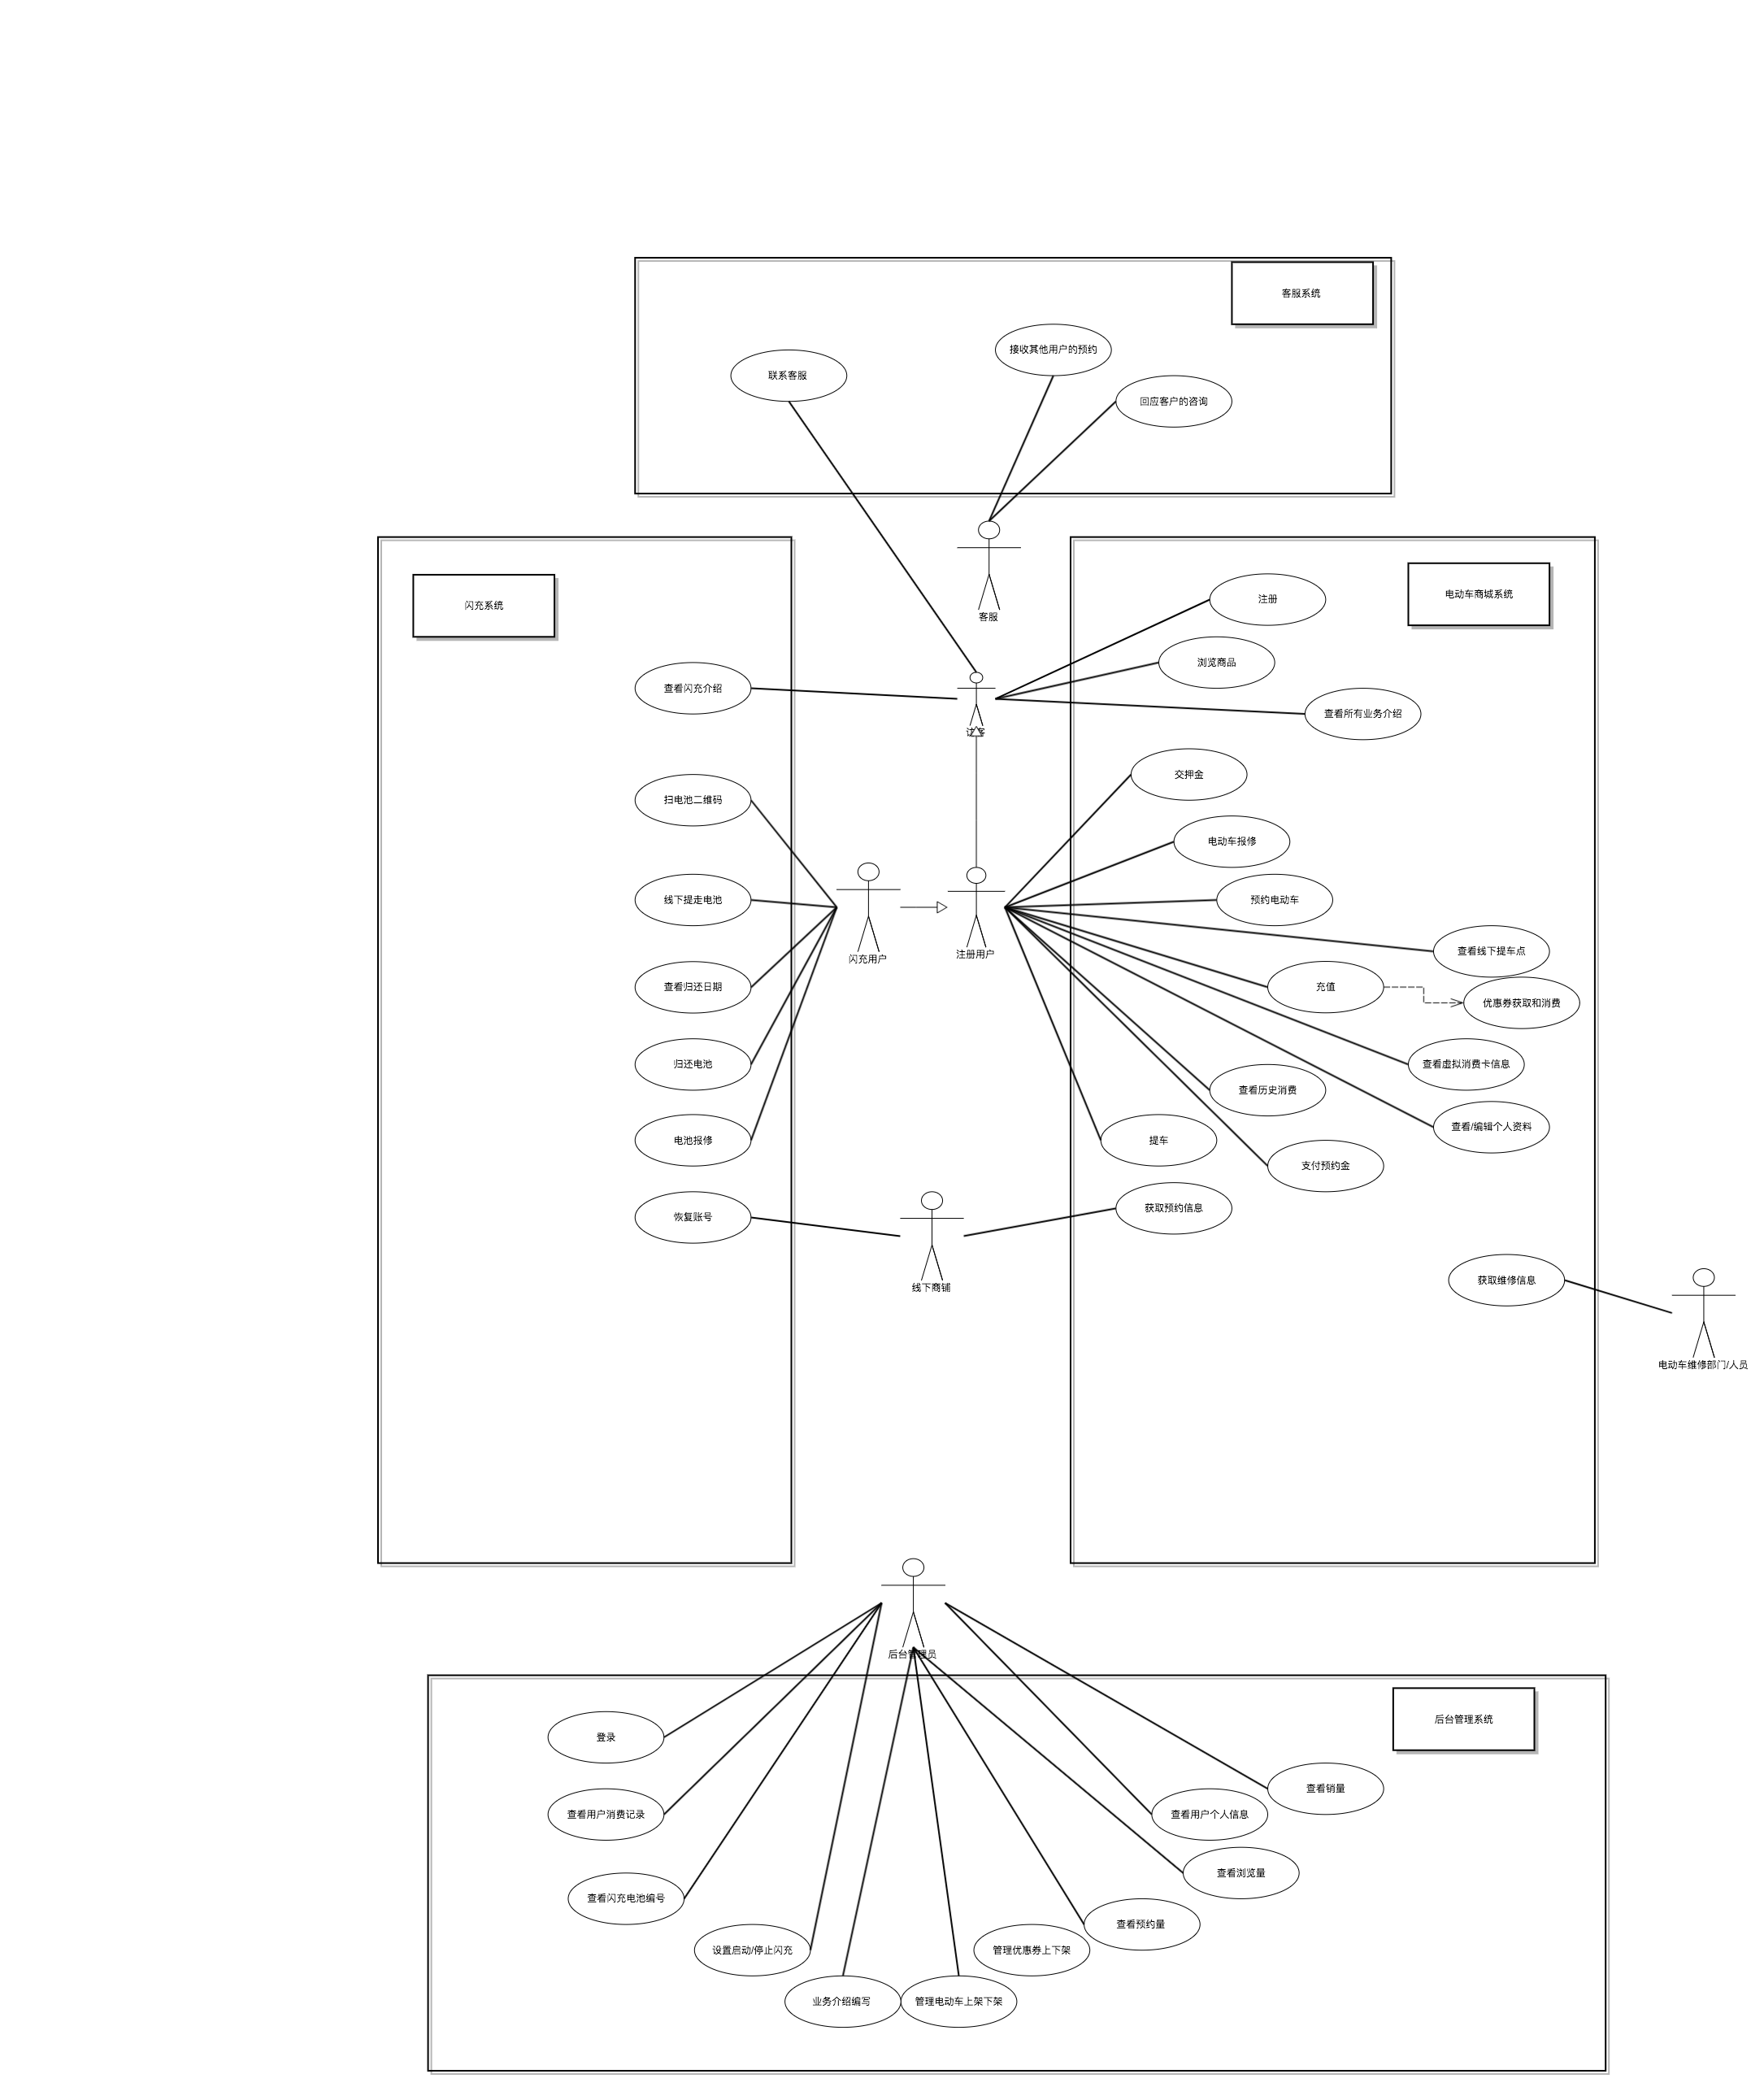 客服系统
接收其他用户的预约
联系客服
回应客户的咨询
客服
闪充系统
电动车商城系统
注册
浏览商品
查看闪充介绍
查看所有业务介绍
访客
交押金
扫电池二维码
电动车报修
线下提走电池
预约电动车
闪充用户
注册用户
查看线下提车点
查看归还日期
充值
优惠券获取和消费
归还电池
查看虚拟消费卡信息
查看历史消费
查看/编辑个人资料
电池报修
提车
支付预约金
恢复账号
获取预约信息
线下商铺
获取维修信息
电动车维修部门/人员
后台管理员
后台管理系统
登录
查看销量
查看用户消费记录
查看用户个人信息
查看浏览量
查看闪充电池编号
查看预约量
设置启动/停止闪充
管理优惠券上下架
业务介绍编写
管理电动车上架下架